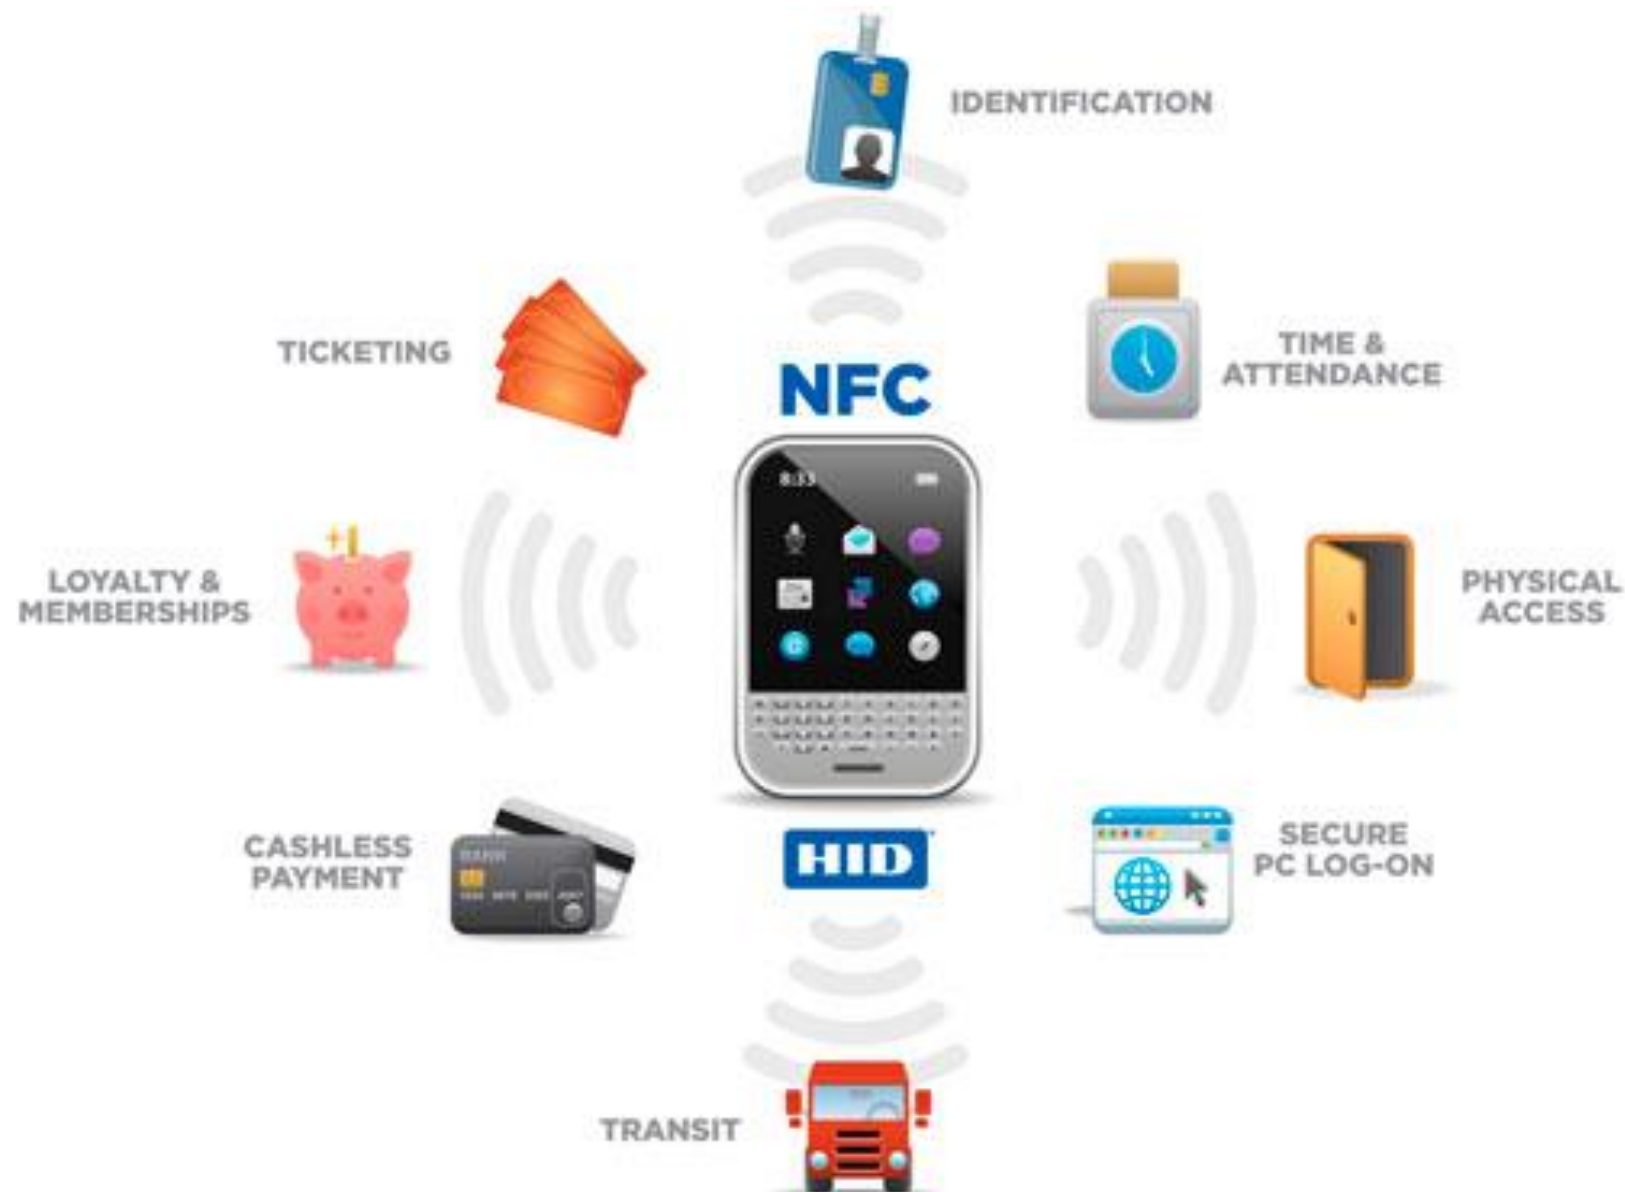 IDENTIFICATION
TICKETING
TIME &
ATTENDANCE
NFC
8:33
LOYALTY &
MEMBERSHIPS
PHYSICAL
ACCESS
CASHLESS
PAYMENT
BANK
HID
SECURE
PC LOG-ON
TRANSIT